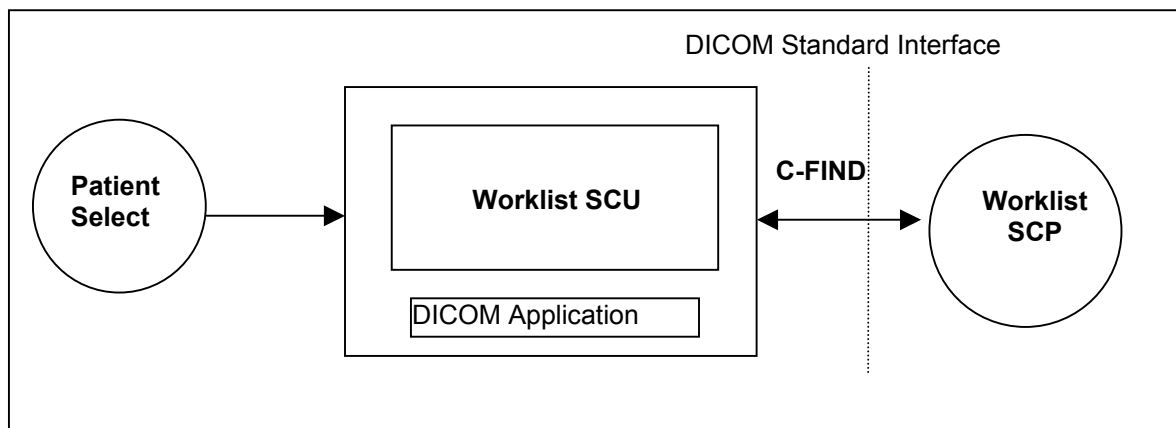 DICOM Standard Interface
Patient
Select
Worklist SCU
DICOM Application
C-FIND
Worklist
SCP